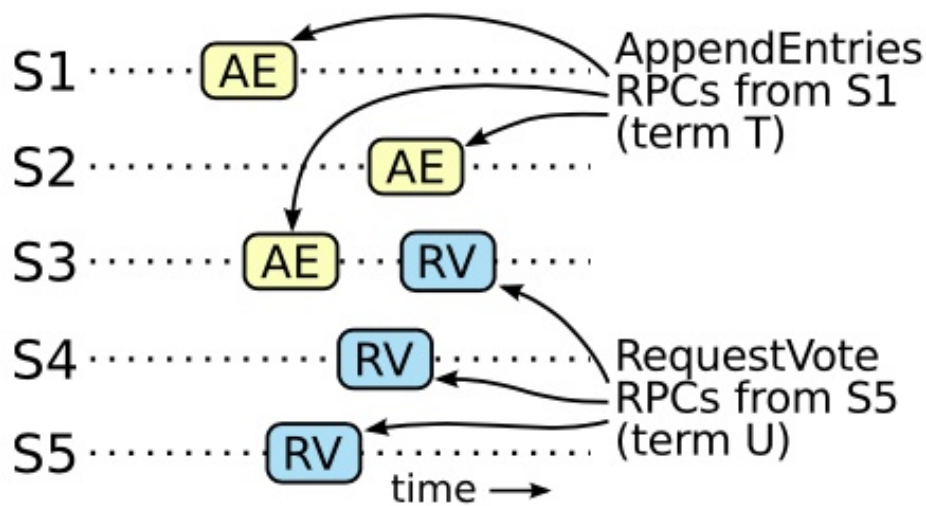 S1 AE AppendEntries
RPCs from S1
(term T)
S2 AE
S3 AE RV
S4 RV RequestVote
RPCs from S5
(term U)
S5 RV
time